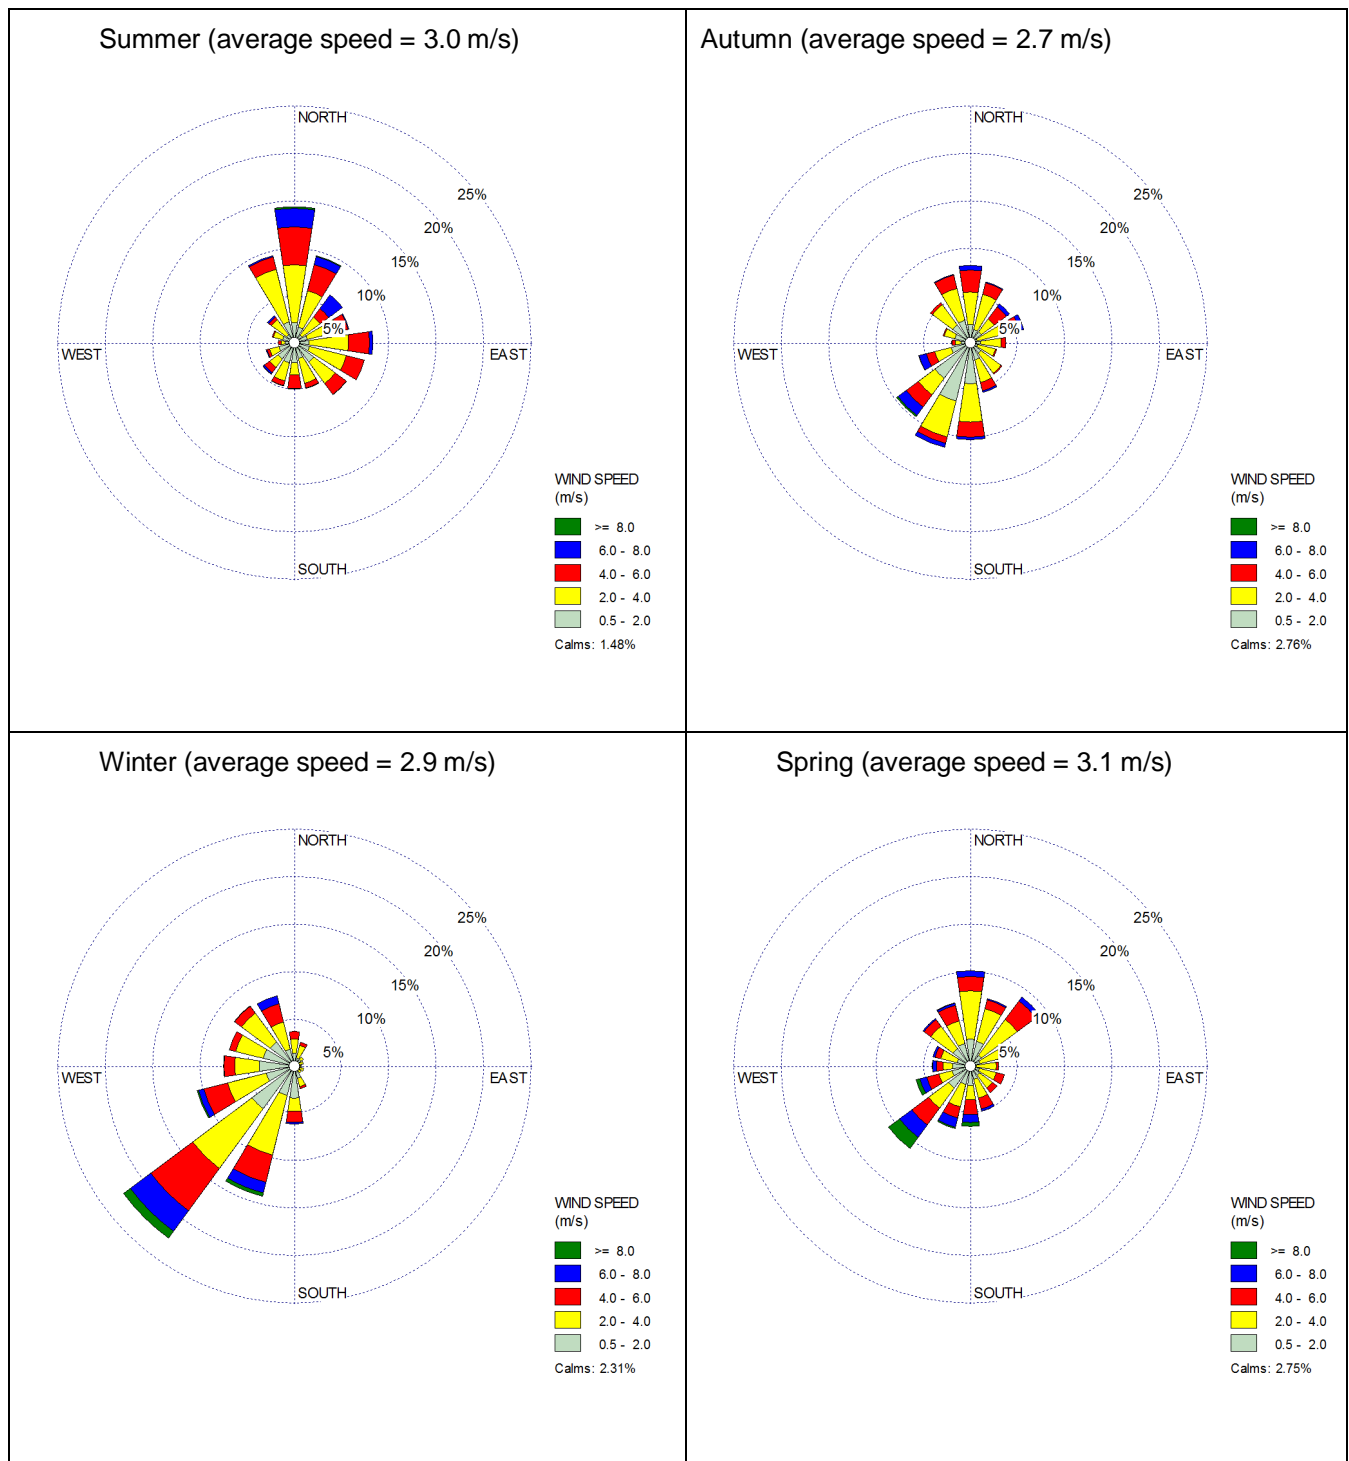 Summer (average speed = 3.0 m/s)
NORTH
25%
20%
15%
10%
5%
WEST
EAST
SOUTH
WIND SPEED
(m/s)
>= 8.0
6.0 - 8.0
4.0 - 6.0
2.0 - 4.0
0.5 - 2.0
Calms: 1.48%
Autumn (average speed = 2.7 m/s)
NORTH
25%
20%
15%
10%
5%
WEST
EAST
SOUTH
WIND SPEED
(m/s)
>= 8.0
6.0 - 8.0
4.0 - 6.0
2.0 - 4.0
0.5 - 2.0
Calms: 2.76%
Winter (average speed = 2.9 m/s)
NORTH
25%
20%
15%
10%
5%
WEST
EAST
SOUTH
WIND SPEED
(m/s)
>= 8.0
6.0 - 8.0
4.0 - 6.0
2.0 - 4.0
0.5 - 2.0
Calms: 2.31%
Spring (average speed = 3.1 m/s)
NORTH
25%
20%
15%
10%
5%
WEST
EAST
SOUTH
WIND SPEED
(m/s)
>= 8.0
6.0 - 8.0
4.0 - 6.0
2.0 - 4.0
0.5 - 2.0
Calms: 2.75%